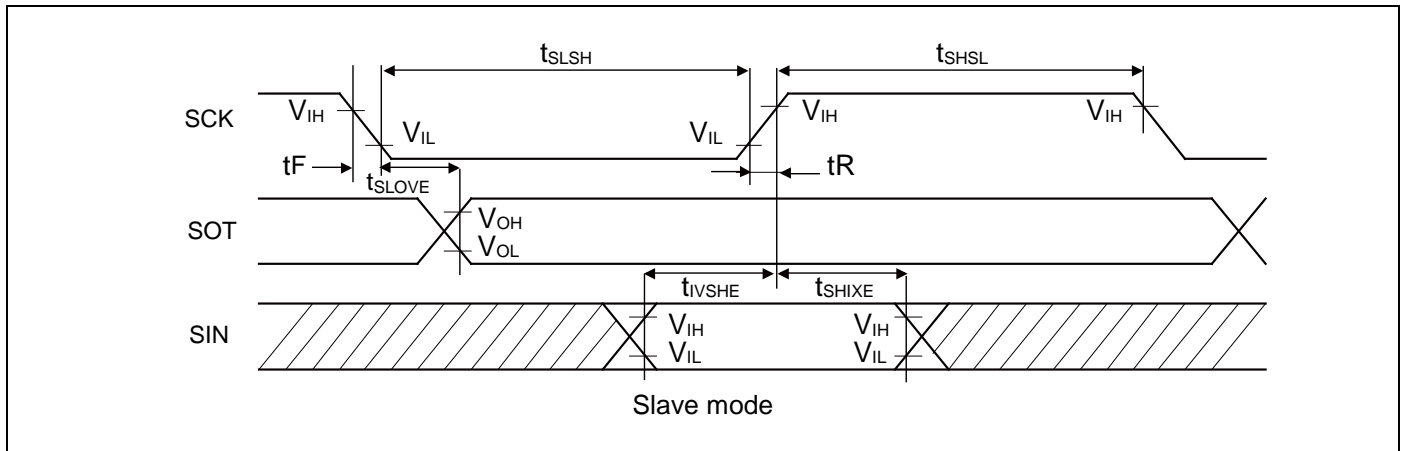 tSLSH tSHSL
SCK VIH VIL VIL VIH VIH
tF tSLOVE tR
SOT VOH
VOL
tIVSHE tSHIXE
SIN VIH VIH
VIL VIL
Slave mode